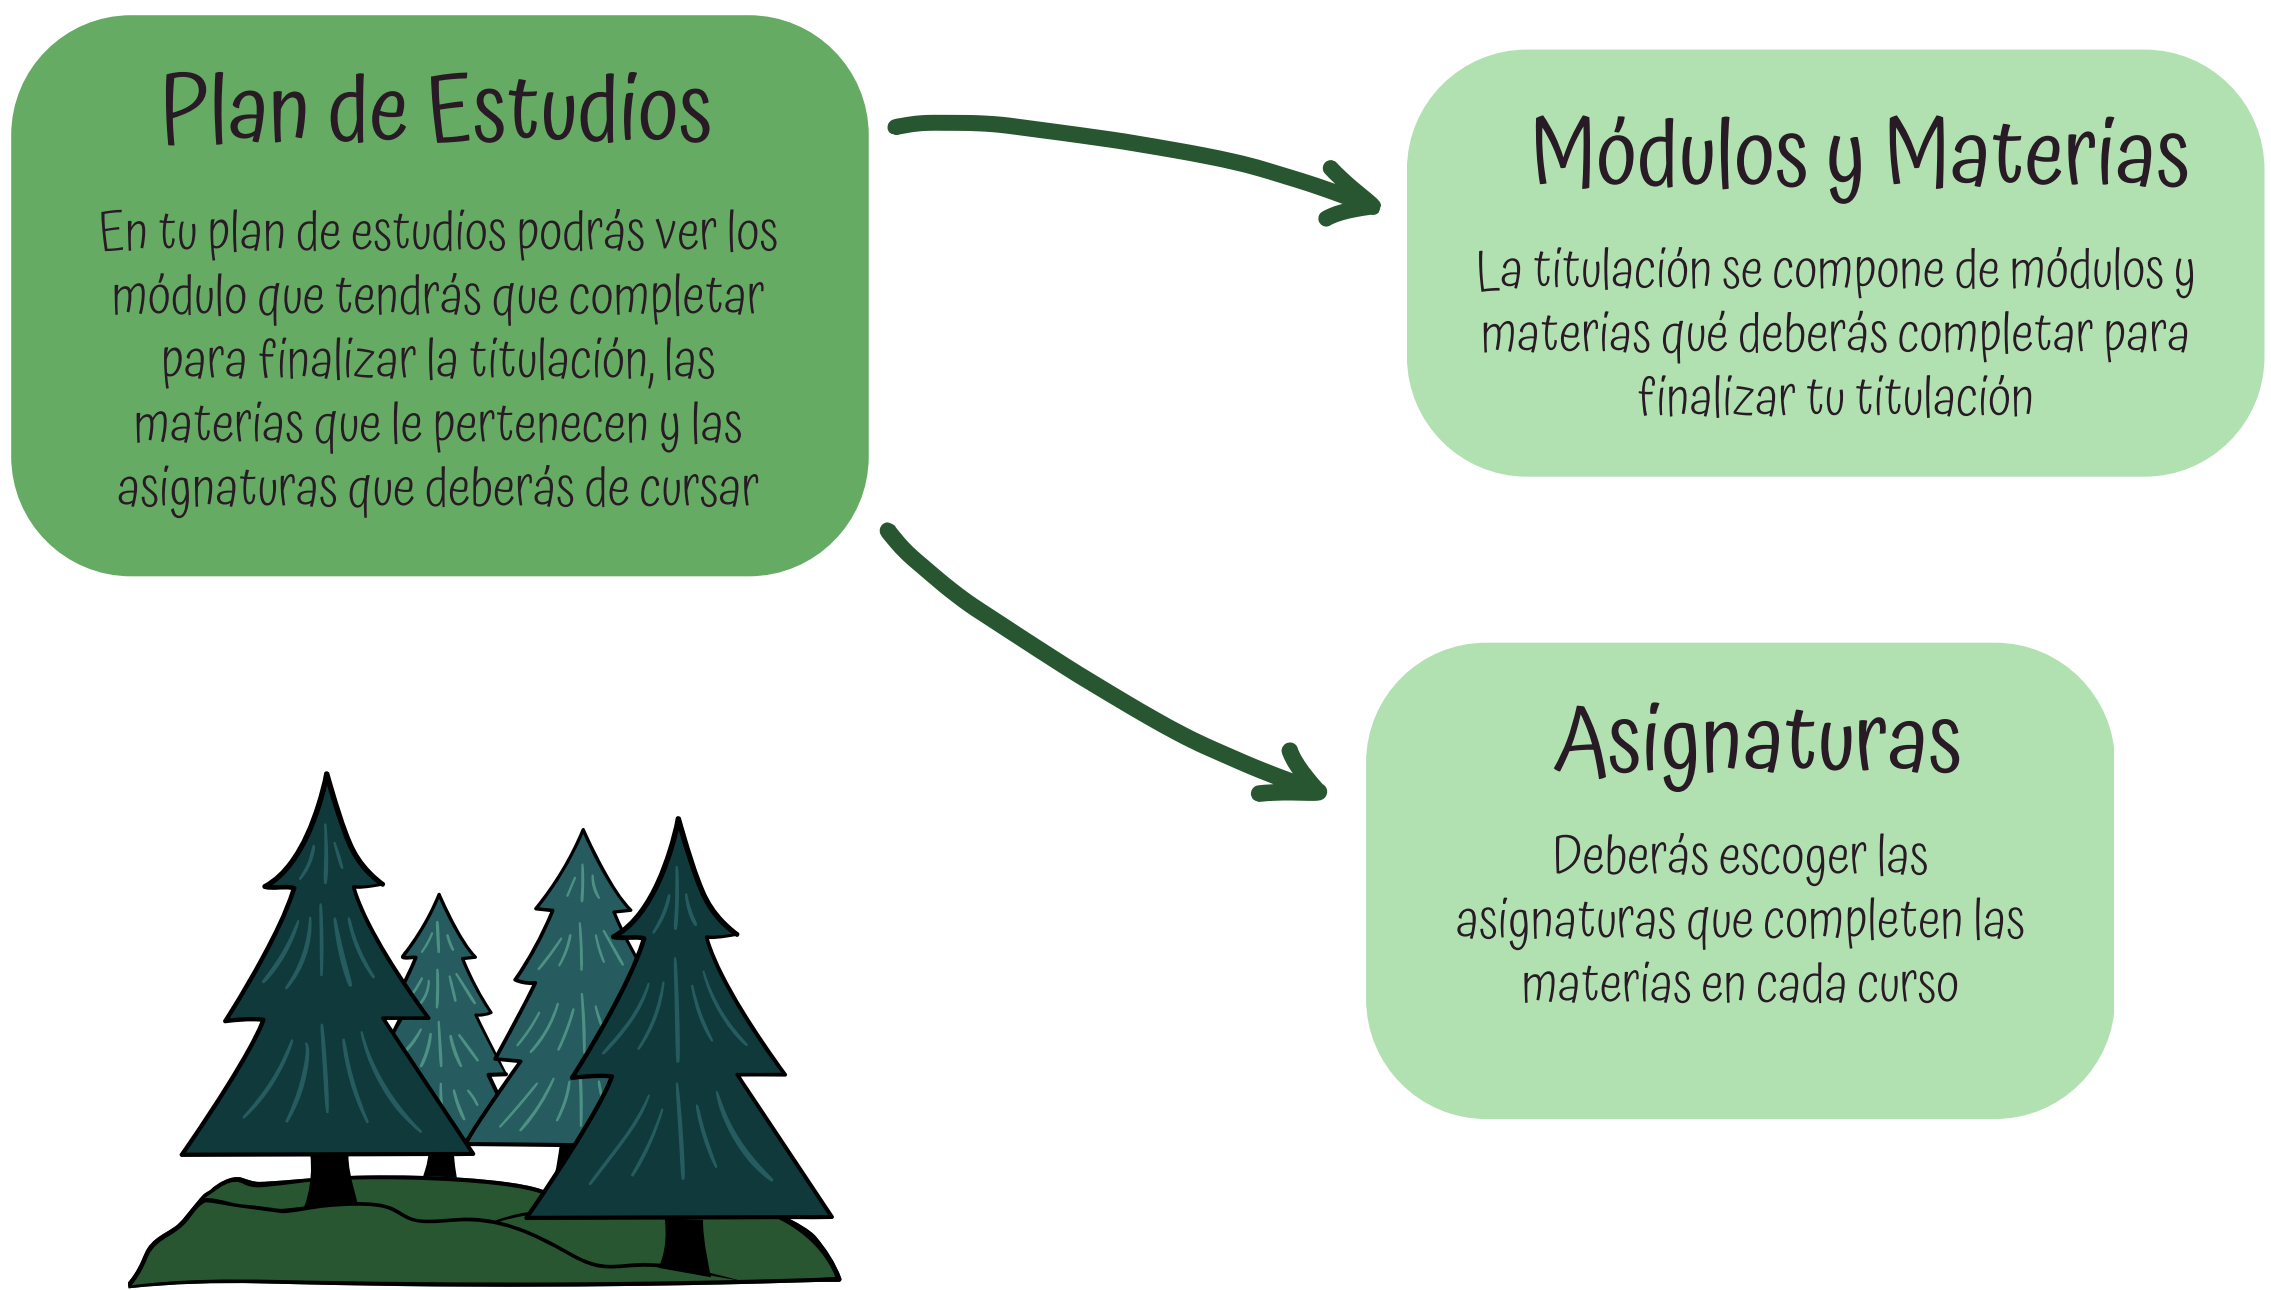 Plan de Estudios
En tu plan de estudios podrás ver los
módulo que tendrás que completar
para finalizar la titulación, las
materias que le pertenecen y las
asignaturas que deberás de cursar
Módulos y Materias
La titulación se compone de módulos y
materias qué deberás completar para
finalizar tu titulación
Asignaturas
Deberás escoger las
asignaturas que completen las
materias en cada curso